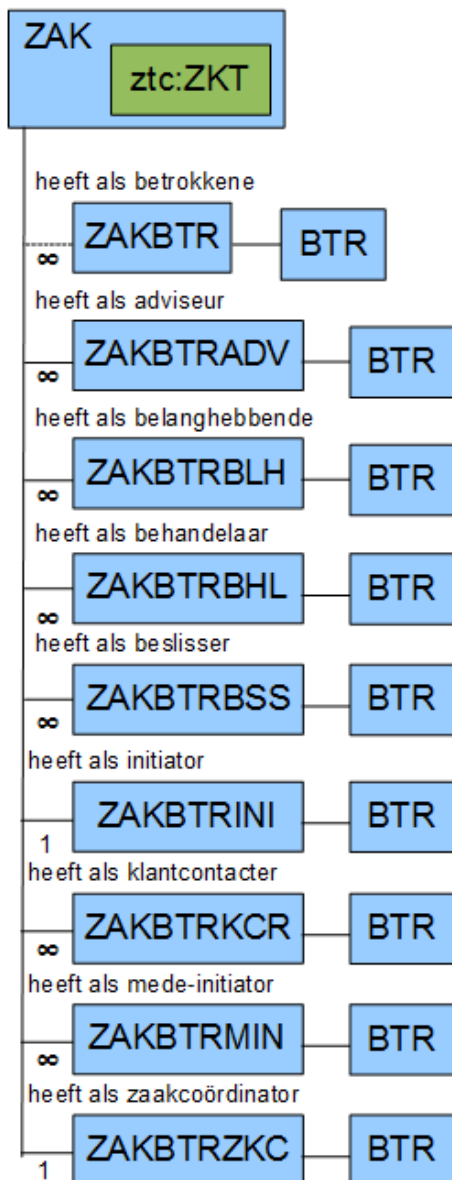 ZAK
ztc:ZKT
heeft als betrokkene
∞ ZAKBTR BTR
heeft als adviseur
∞ ZAKBTRADV BTR
heeft als belanghebbende
∞ ZAKBTRBLH BTR
heeft als behandelaar
∞ ZAKBTRBHL BTR
heeft als beslisser
∞ ZAKBTRBSS BTR
heeft als initiator
1 ZAKBTRINI BTR
heeft als klantcontacter
∞ ZAKBTRKCR BTR
heeft als mede-initiator
∞ ZAKBTRMIN BTR
heeft als zaakcoördinator
1 ZAKBTRZKC BTR